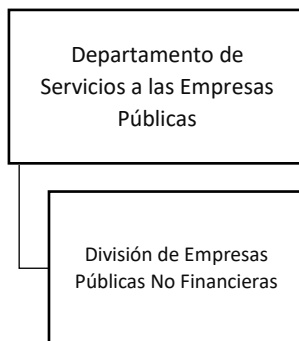 Departamento de
Servicios a las Empresas
Públicas
División de Empresas
Públicas No Financieras